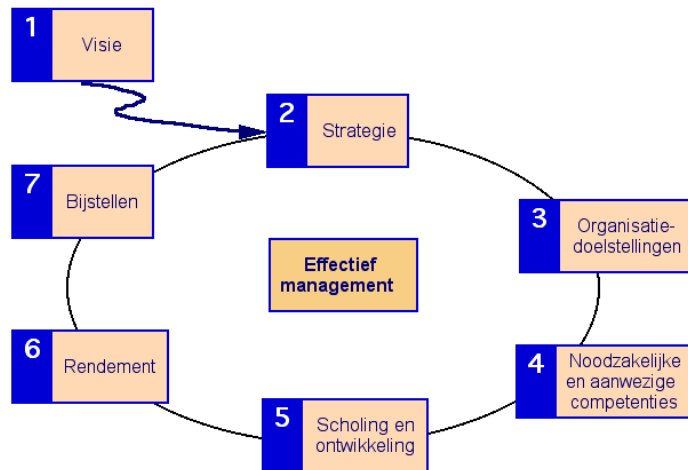 1
Visie
2
Strategie
3
Organisatie-
doelstellingen
4
Noodzakelijke
en aanwezige
competenties
5
Scholing en
ontwikkeling
6
Rendement
7
Bijstellen
Effectief
management